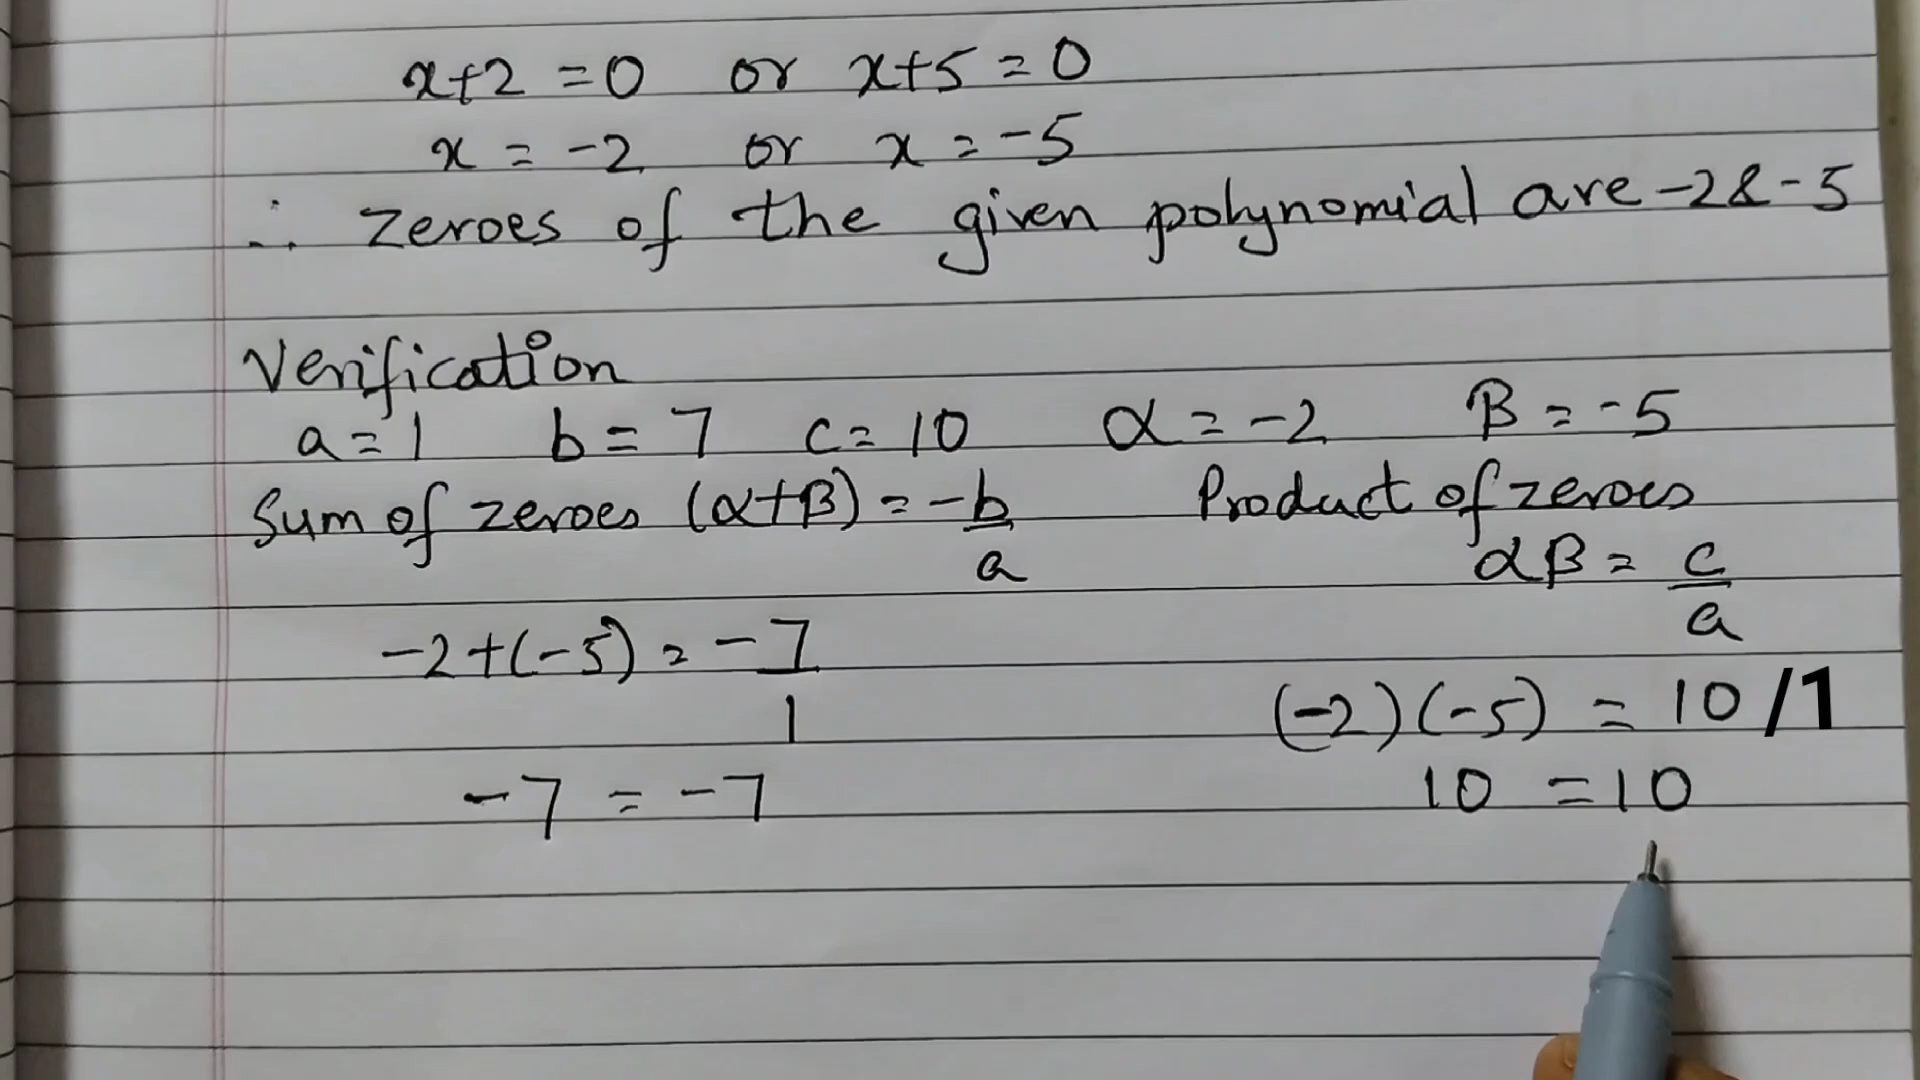 x+2 = 0 or x+5 = 0
x = -2 or x = -5
∴ zeroes of the given polynomial are -2 & -5
Verification
a = 1 b = 7 c = 10 α = -2 β = -5
Sum of zeroes (α+β) = -b/a Product of zeroes
αβ = c/a
-2+(-5) = -7/1
(-2)(-5) = 10/1
-7 = -7
10 = 10